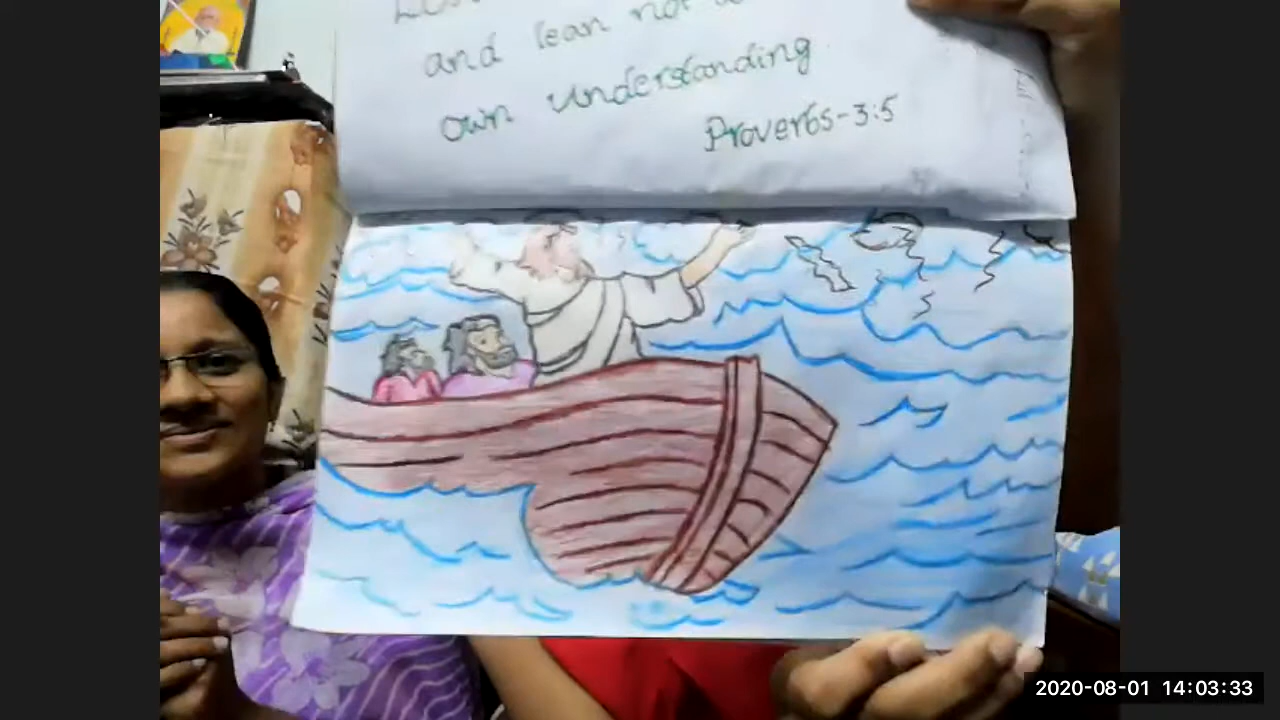 and lean not
own understanding
Proverbs-3:5
2020-08-01 14:03:33